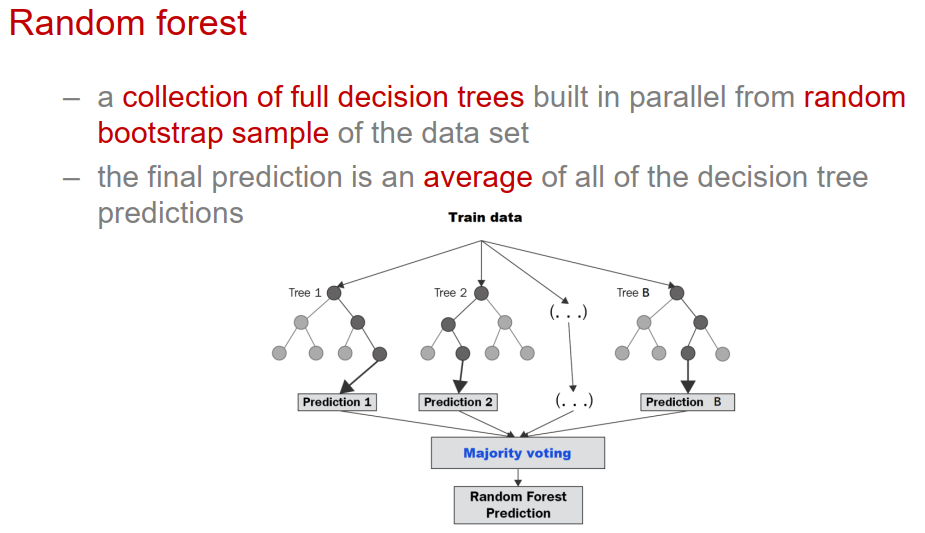 Random forest
– a collection of full decision trees built in parallel from random
bootstrap sample of the data set
– the final prediction is an average of all of the decision tree
predictions
Train data
Tree 1
Tree 2
(. . .)
Tree B
Prediction 1
Prediction 2
(. . .)
Prediction B
Majority voting
Random Forest
Prediction